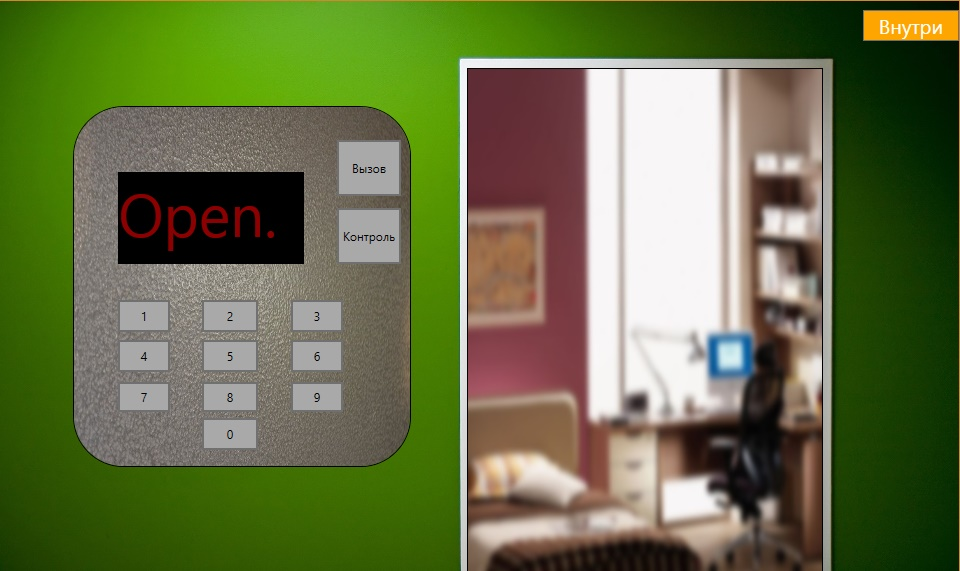 Внутри
Вызов
Open.
Контроль
1 2 3
4 5 6
7 8 9
0